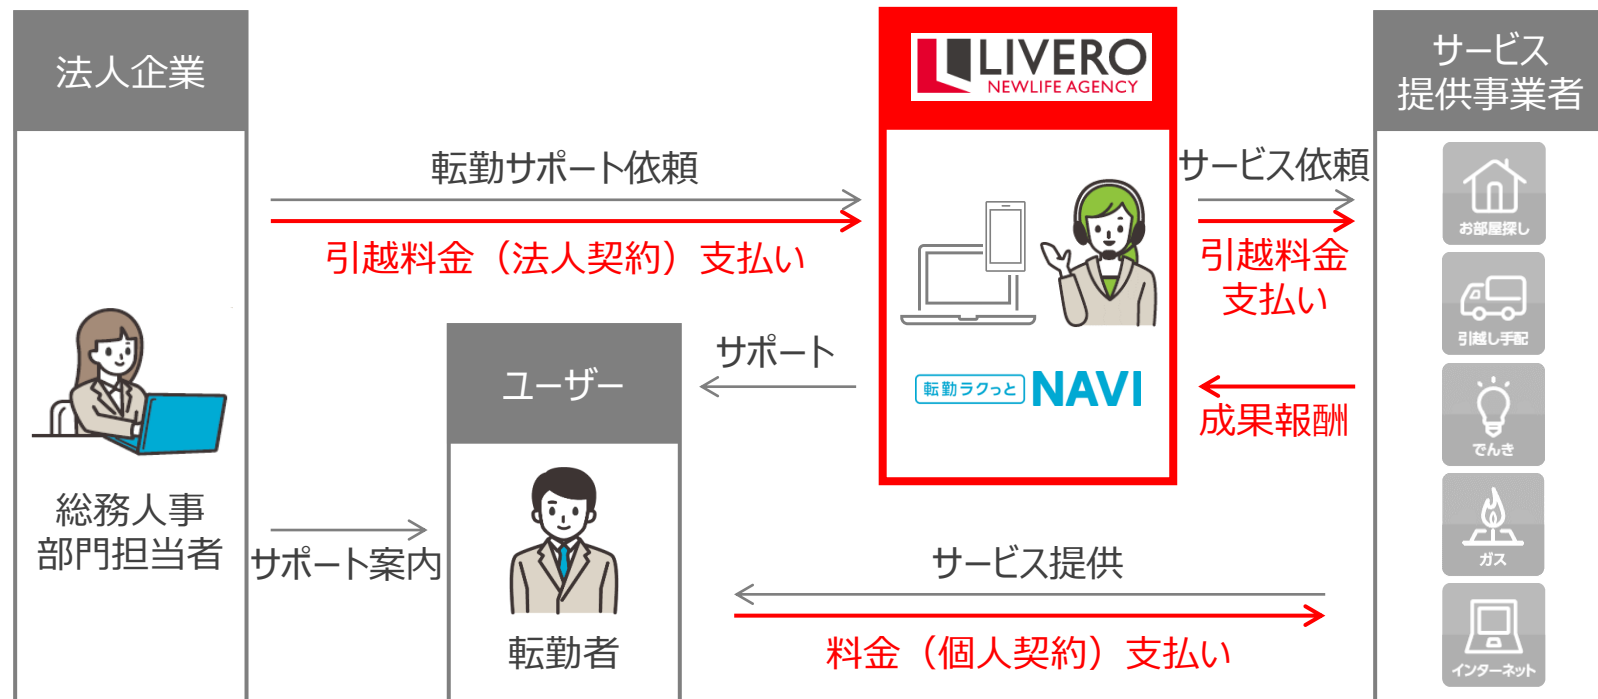 法人企業
総務人事
部門担当者
転勤サポート依頼
引越料金（法人契約）支払い
サポート案内
ユーザー
転勤者
サポート
LIVERO
NEWLIFE AGENCY
転勤ラクっと NAVI
サービス依頼
引越料金
支払い
成果報酬
サービス提供
料金（個人契約）支払い
サービス
提供事業者
お部屋探し
引越し手配
でんき
ガス
インターネット